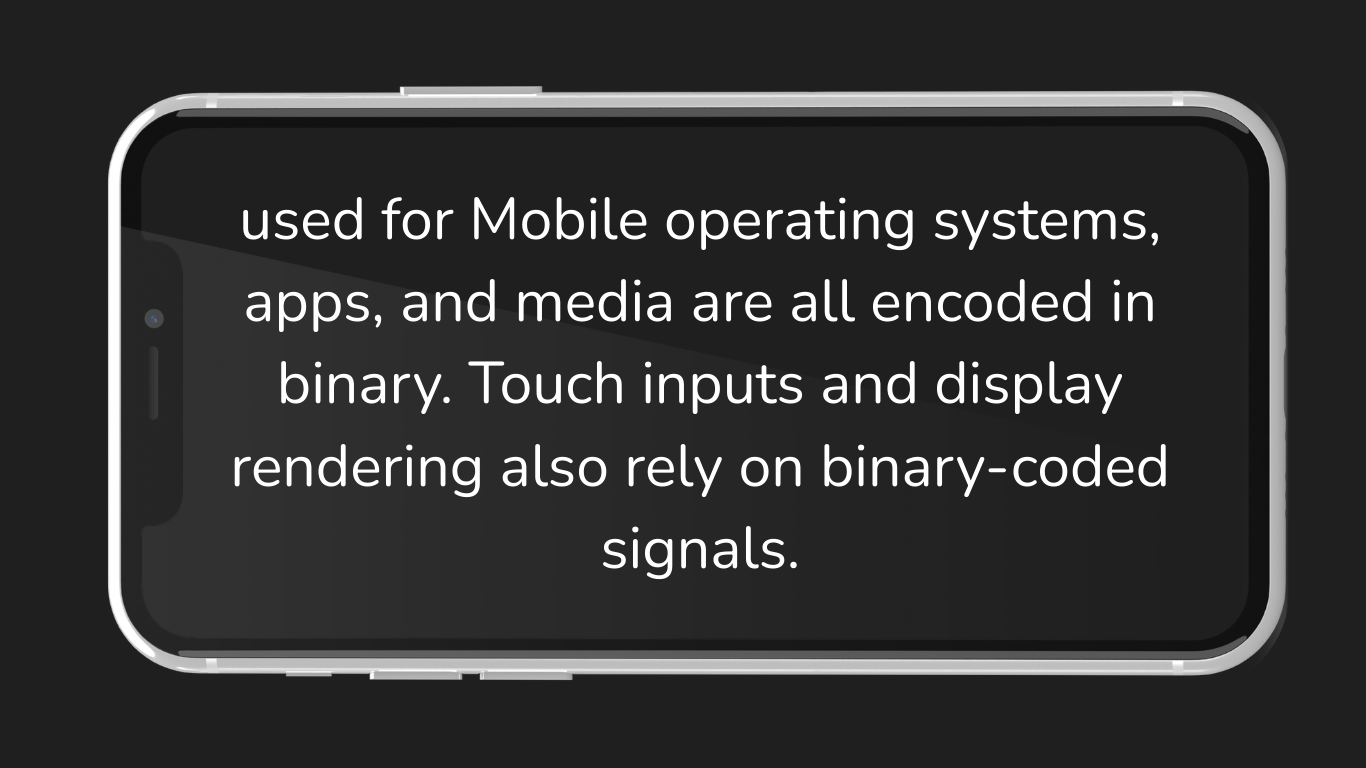 used for Mobile operating systems,
apps, and media are all encoded in
binary. Touch inputs and display
rendering also rely on binary-coded
signals.